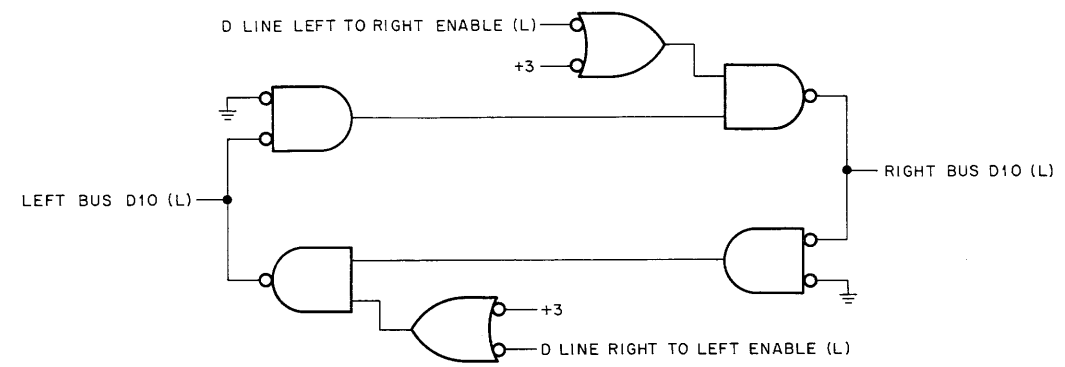 D LINE LEFT TO RIGHT ENABLE (L)
+3
RIGHT BUS D10 (L)
LEFT BUS D10 (L)
+3
D LINE RIGHT TO LEFT ENABLE (L)